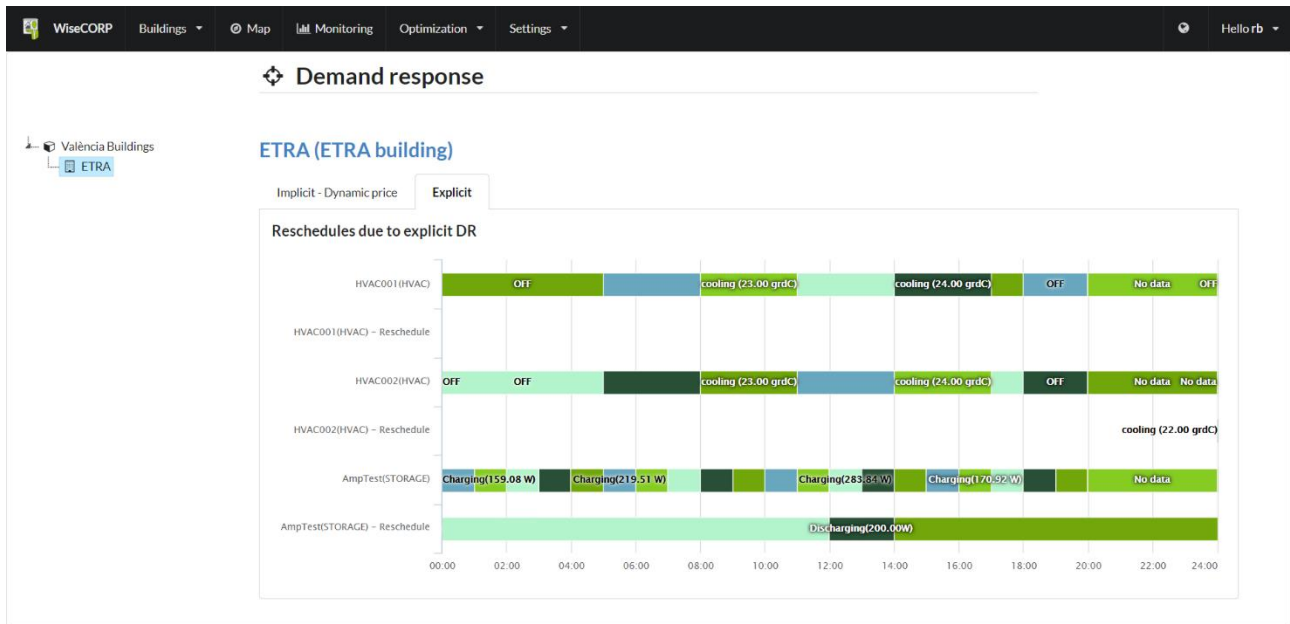 WiseCORP Buildings Map Monitoring Optimization Settings Hello rb
Demand response
València Buildings
ETRA
ETRA (ETRA building)
Implicit - Dynamic price Explicit
Reschedules due to explicit DR
HVAC001(HVAC) OFF cooling (23.00 grdC) cooling (24.00 grdC) OFF No data OFF
HVAC001(HVAC) – Reschedule
HVAC002(HVAC) OFF OFF cooling (23.00 grdC) cooling (24.00 grdC) OFF No data No data
HVAC002(HVAC) – Reschedule cooling (22.00 grdC)
AmpTest(STORAGE) Charging(159.08 W) Charging(219.51 W) Charging(283.84 W) Charging(170.92 W) No data
AmpTest(STORAGE) – Reschedule Discharging(200.00W)
00:00 02:00 04:00 06:00 08:00 10:00 12:00 14:00 16:00 18:00 20:00 22:00 24:00